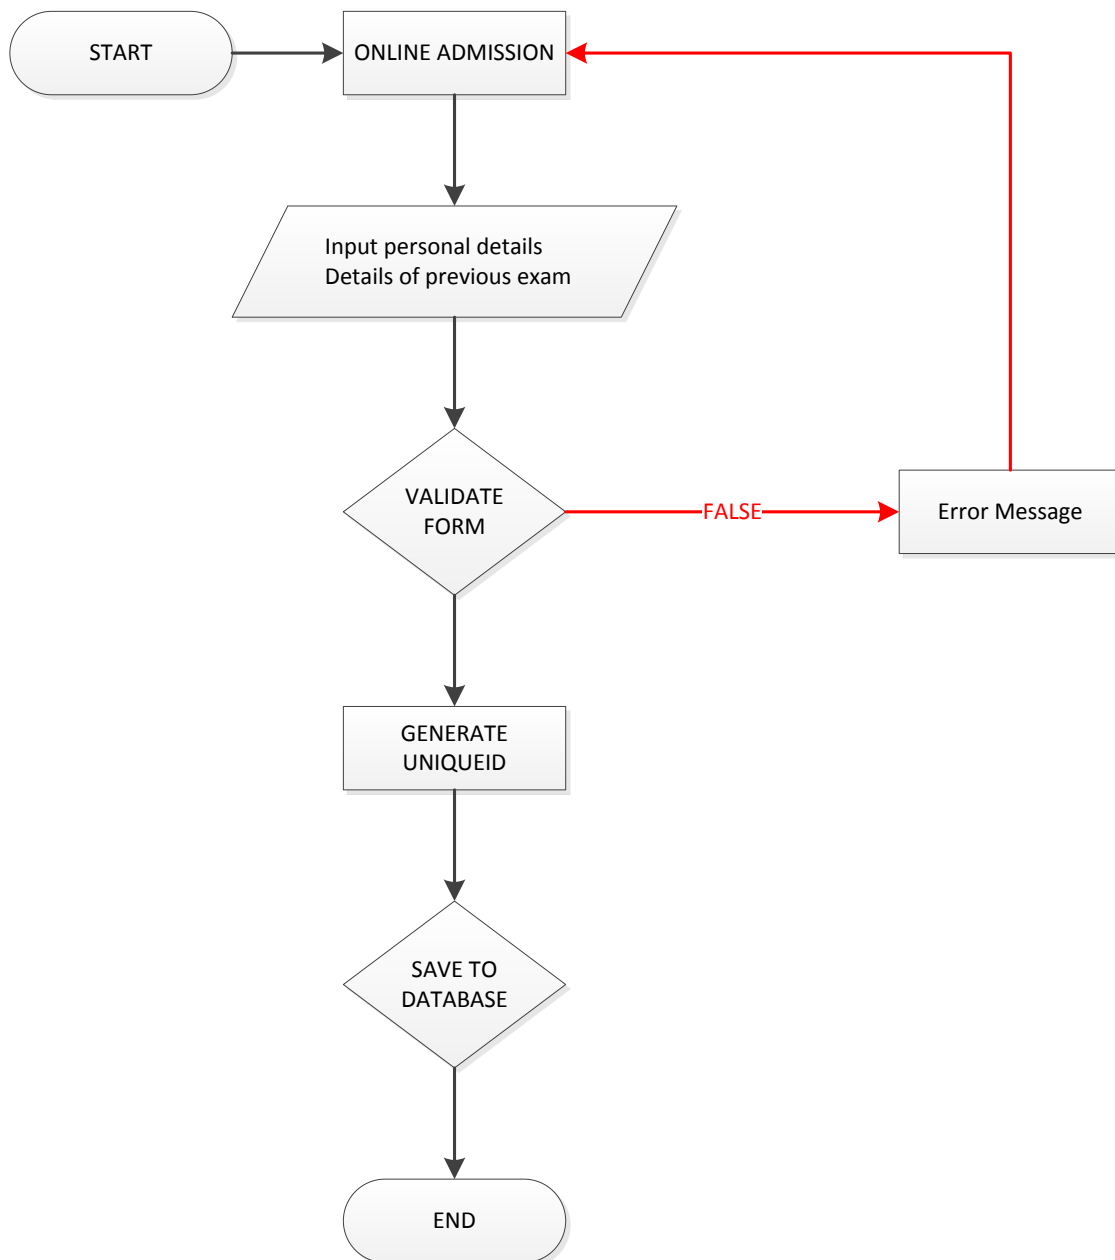 START
ONLINE ADMISSION
Input personal details
Details of previous exam
VALIDATE
FORM
FALSE
Error Message
GENERATE
UNIQUEID
SAVE TO
DATABASE
END